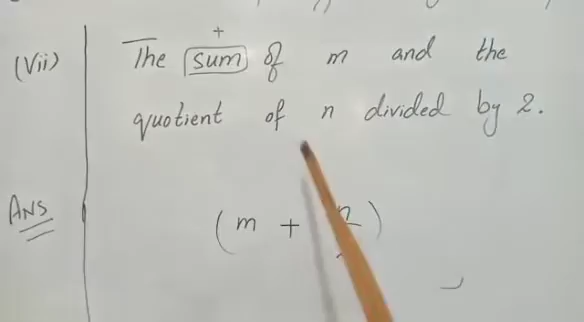 +
(vii) The sum of m and the
quotient of n divided by 2.
Ans
(m + n/
)